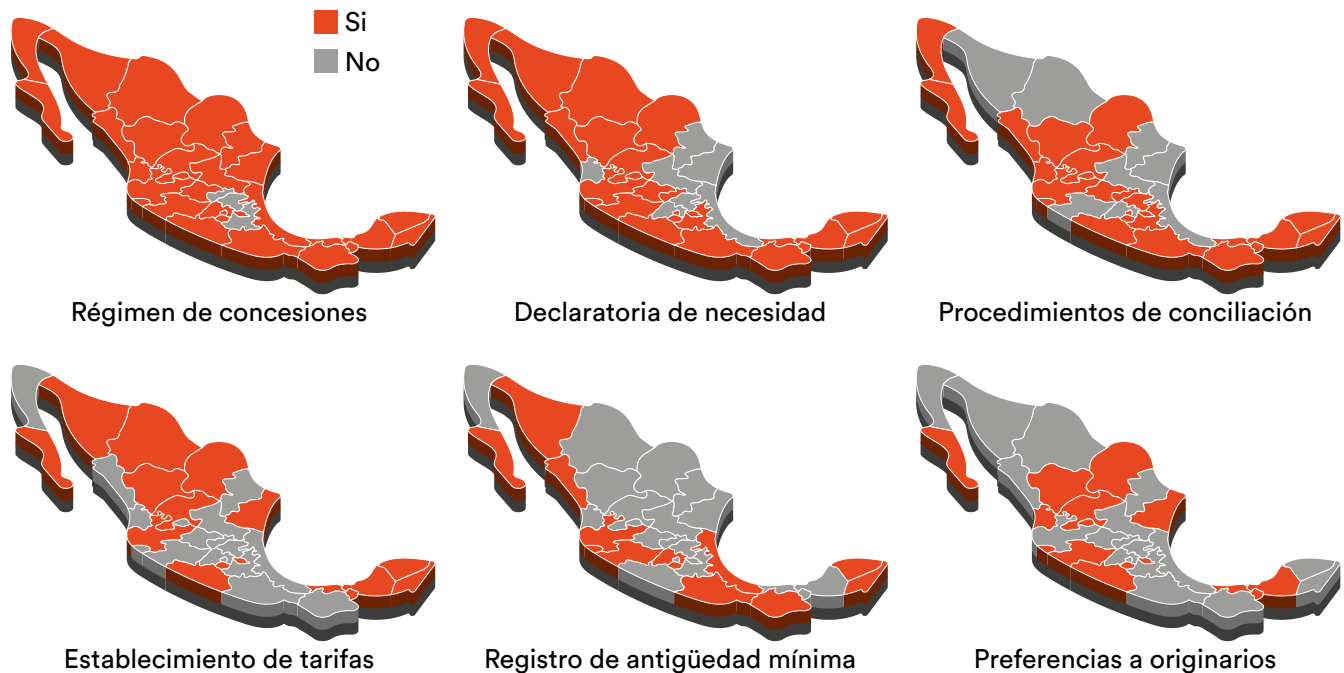 Si
No
Régimen de concesiones
Declaratoria de necesidad
Procedimientos de conciliación
Establecimiento de tarifas
Registro de antigüedad mínima
Preferencias a originarios